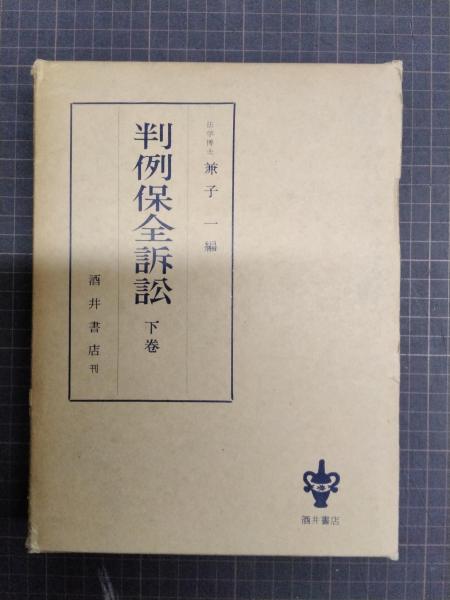 法学博士 兼子一編
判例保全訴訟 下巻
酒井書店刊
酒井書店